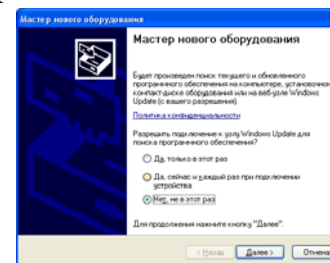 Мастер нового оборудования
Мастер нового оборудования
Будет произведен поиск текущего и обновленного
программного обеспечения на компьютере, установочном
компакт-диске оборудования или на веб-узле Windows
Update (с вашего разрешения).
Политика конфиденциальности
Разрешить подключение к узлу Windows Update для
поиска программного обеспечения?
Да, только в этот раз
Да, сейчас и каждый раз при подключении
устройства
Нет, не в этот раз
Для продолжения нажмите кнопку "Далее".
< Назад
Далее >
Отмена